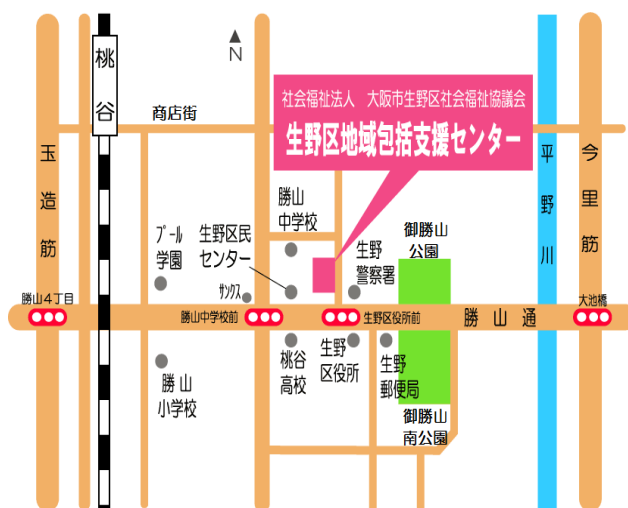 桃谷
N
商店街
社会福祉法人　大阪市生野区社会福祉協議会
生野区地域包括支援センター
玉造筋
平野川
今里筋
勝山
中学校
プール
学園
生野区民
センター
生野
警察署
御勝山
公園
サンクス
勝山4丁目
勝山中学校前
生野区役所前
勝山通
大池橋
勝山
小学校
桃谷
高校
生野
区役所
生野
郵便局
御勝山
南公園